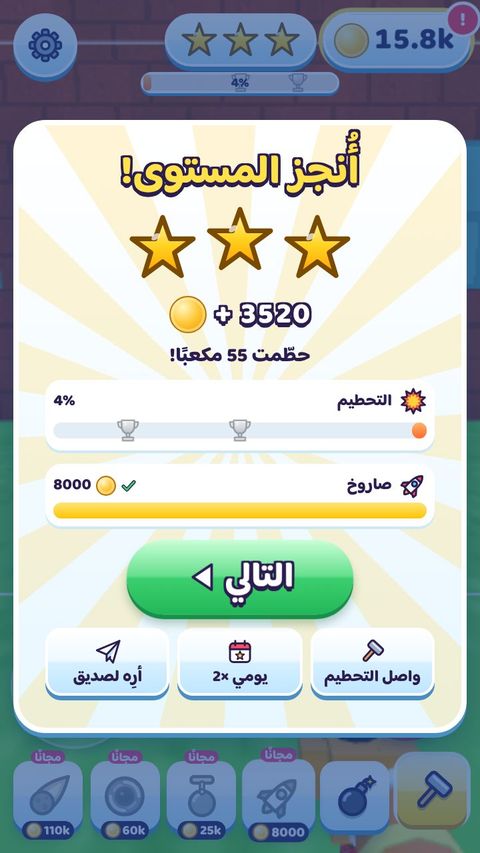 15.8k
!
4%
أُنجز المستوى!
+ 3520
حطّمت 55 مكعبًا!
التحطيم
4%
صاروخ
8000
التالي
واصل التحطيم
يومي ×2
أرِه لصديق
مجانًا
مجانًا
مجانًا
مجانًا
8000
25k
60k
110k